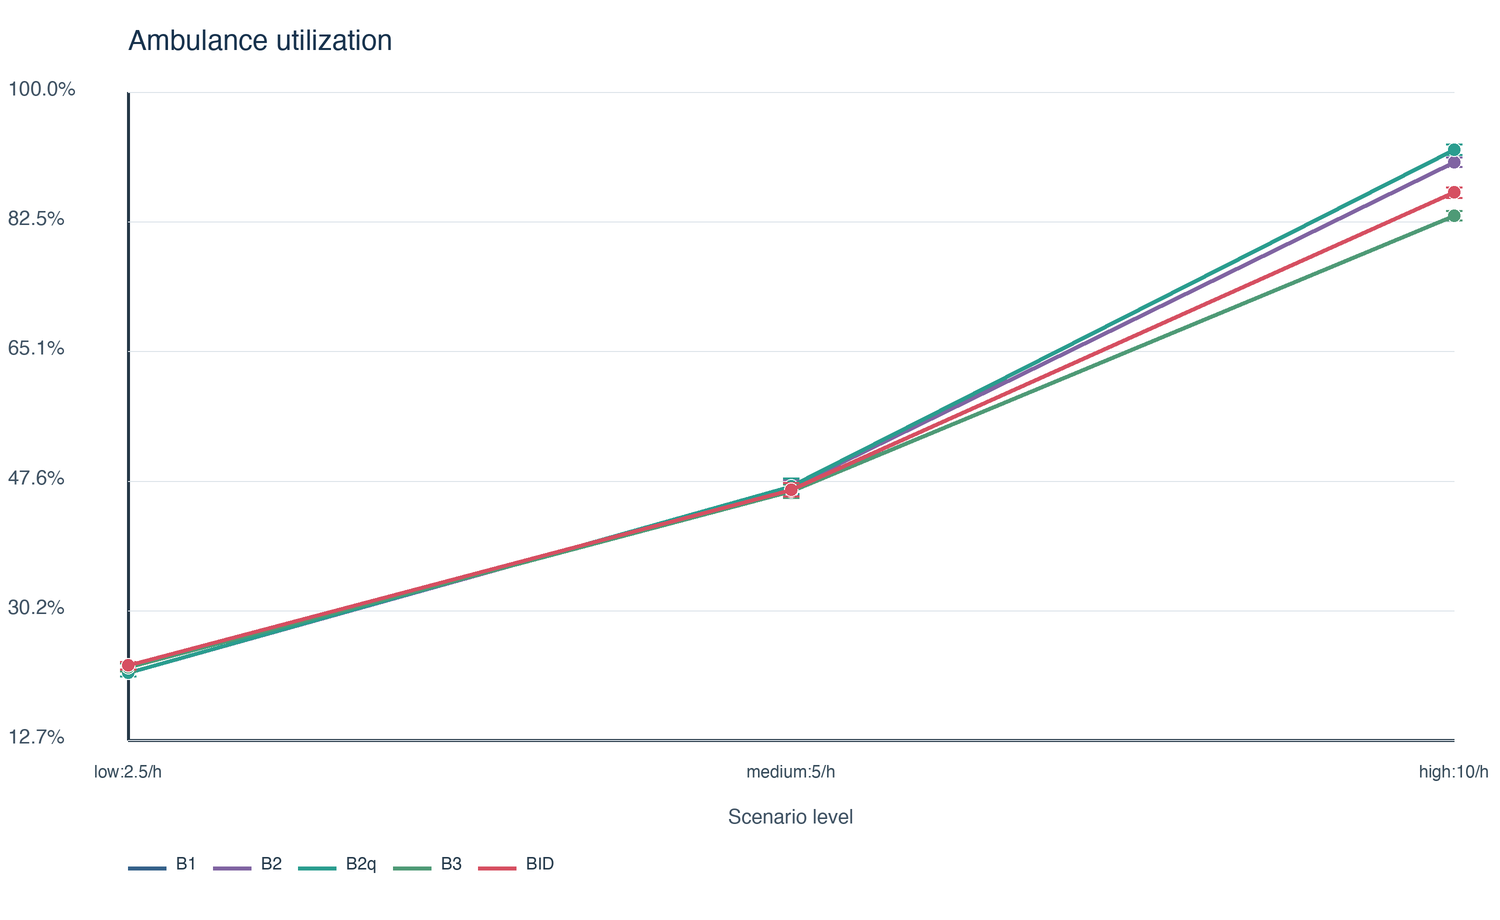 Ambulance utilization
100.0%
82.5%
65.1%
47.6%
30.2%
12.7%
low:2.5/h medium:5/h high:10/h
Scenario level
B1 B2 B2q B3 BID